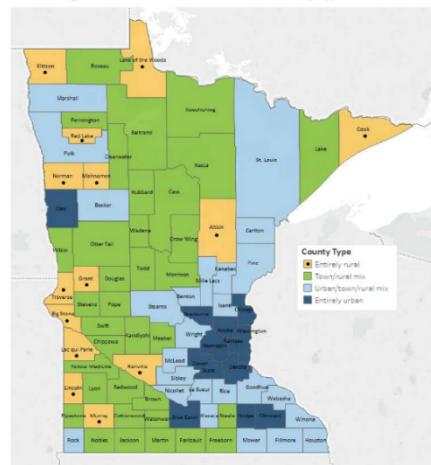 Kittson
Roseau
Lake of the Woods
Marshall
Koochiching
Pennington
Red Lake
Beltrami
Cook
Polk
Clearwater
St. Louis
Lake
Itasca
Norman
Mahnomen
Hubbard
Cass
Clay
Becker
Aitkin
Wadena
Crow Wing
Carlton
Wilkin
Otter Tail
Pine
Todd
Morrison
Kanabec
Mille Lacs
Grant
Douglas
Traverse
Stevens
Pope
Stearns
Benton
Isanti
Big Stone
Swift
Sherburne
Chisago
Anoka
Washington
Wright
Ramsey
Hennepin
Kandiyohi
Meeker
Chippewa
Lac qui Parle
Carver
McLeod
Scott
Dakota
Renville
Yellow Medicine
Sibley
Lincoln
Lyon
Redwood
Nicollet
Le Sueur
Rice
Goodhue
Wabasha
Brown
Pipestone
Murray
Cottonwood
Watonwan
Blue Earth
Waseca
Steele
Dodge
Olmsted
Winona
Rock
Nobles
Jackson
Martin
Faribault
Freeborn
Mower
Fillmore
Houston
County Type
Entirely rural
Town/rural mix
Urban/town/rural mix
Entirely urban